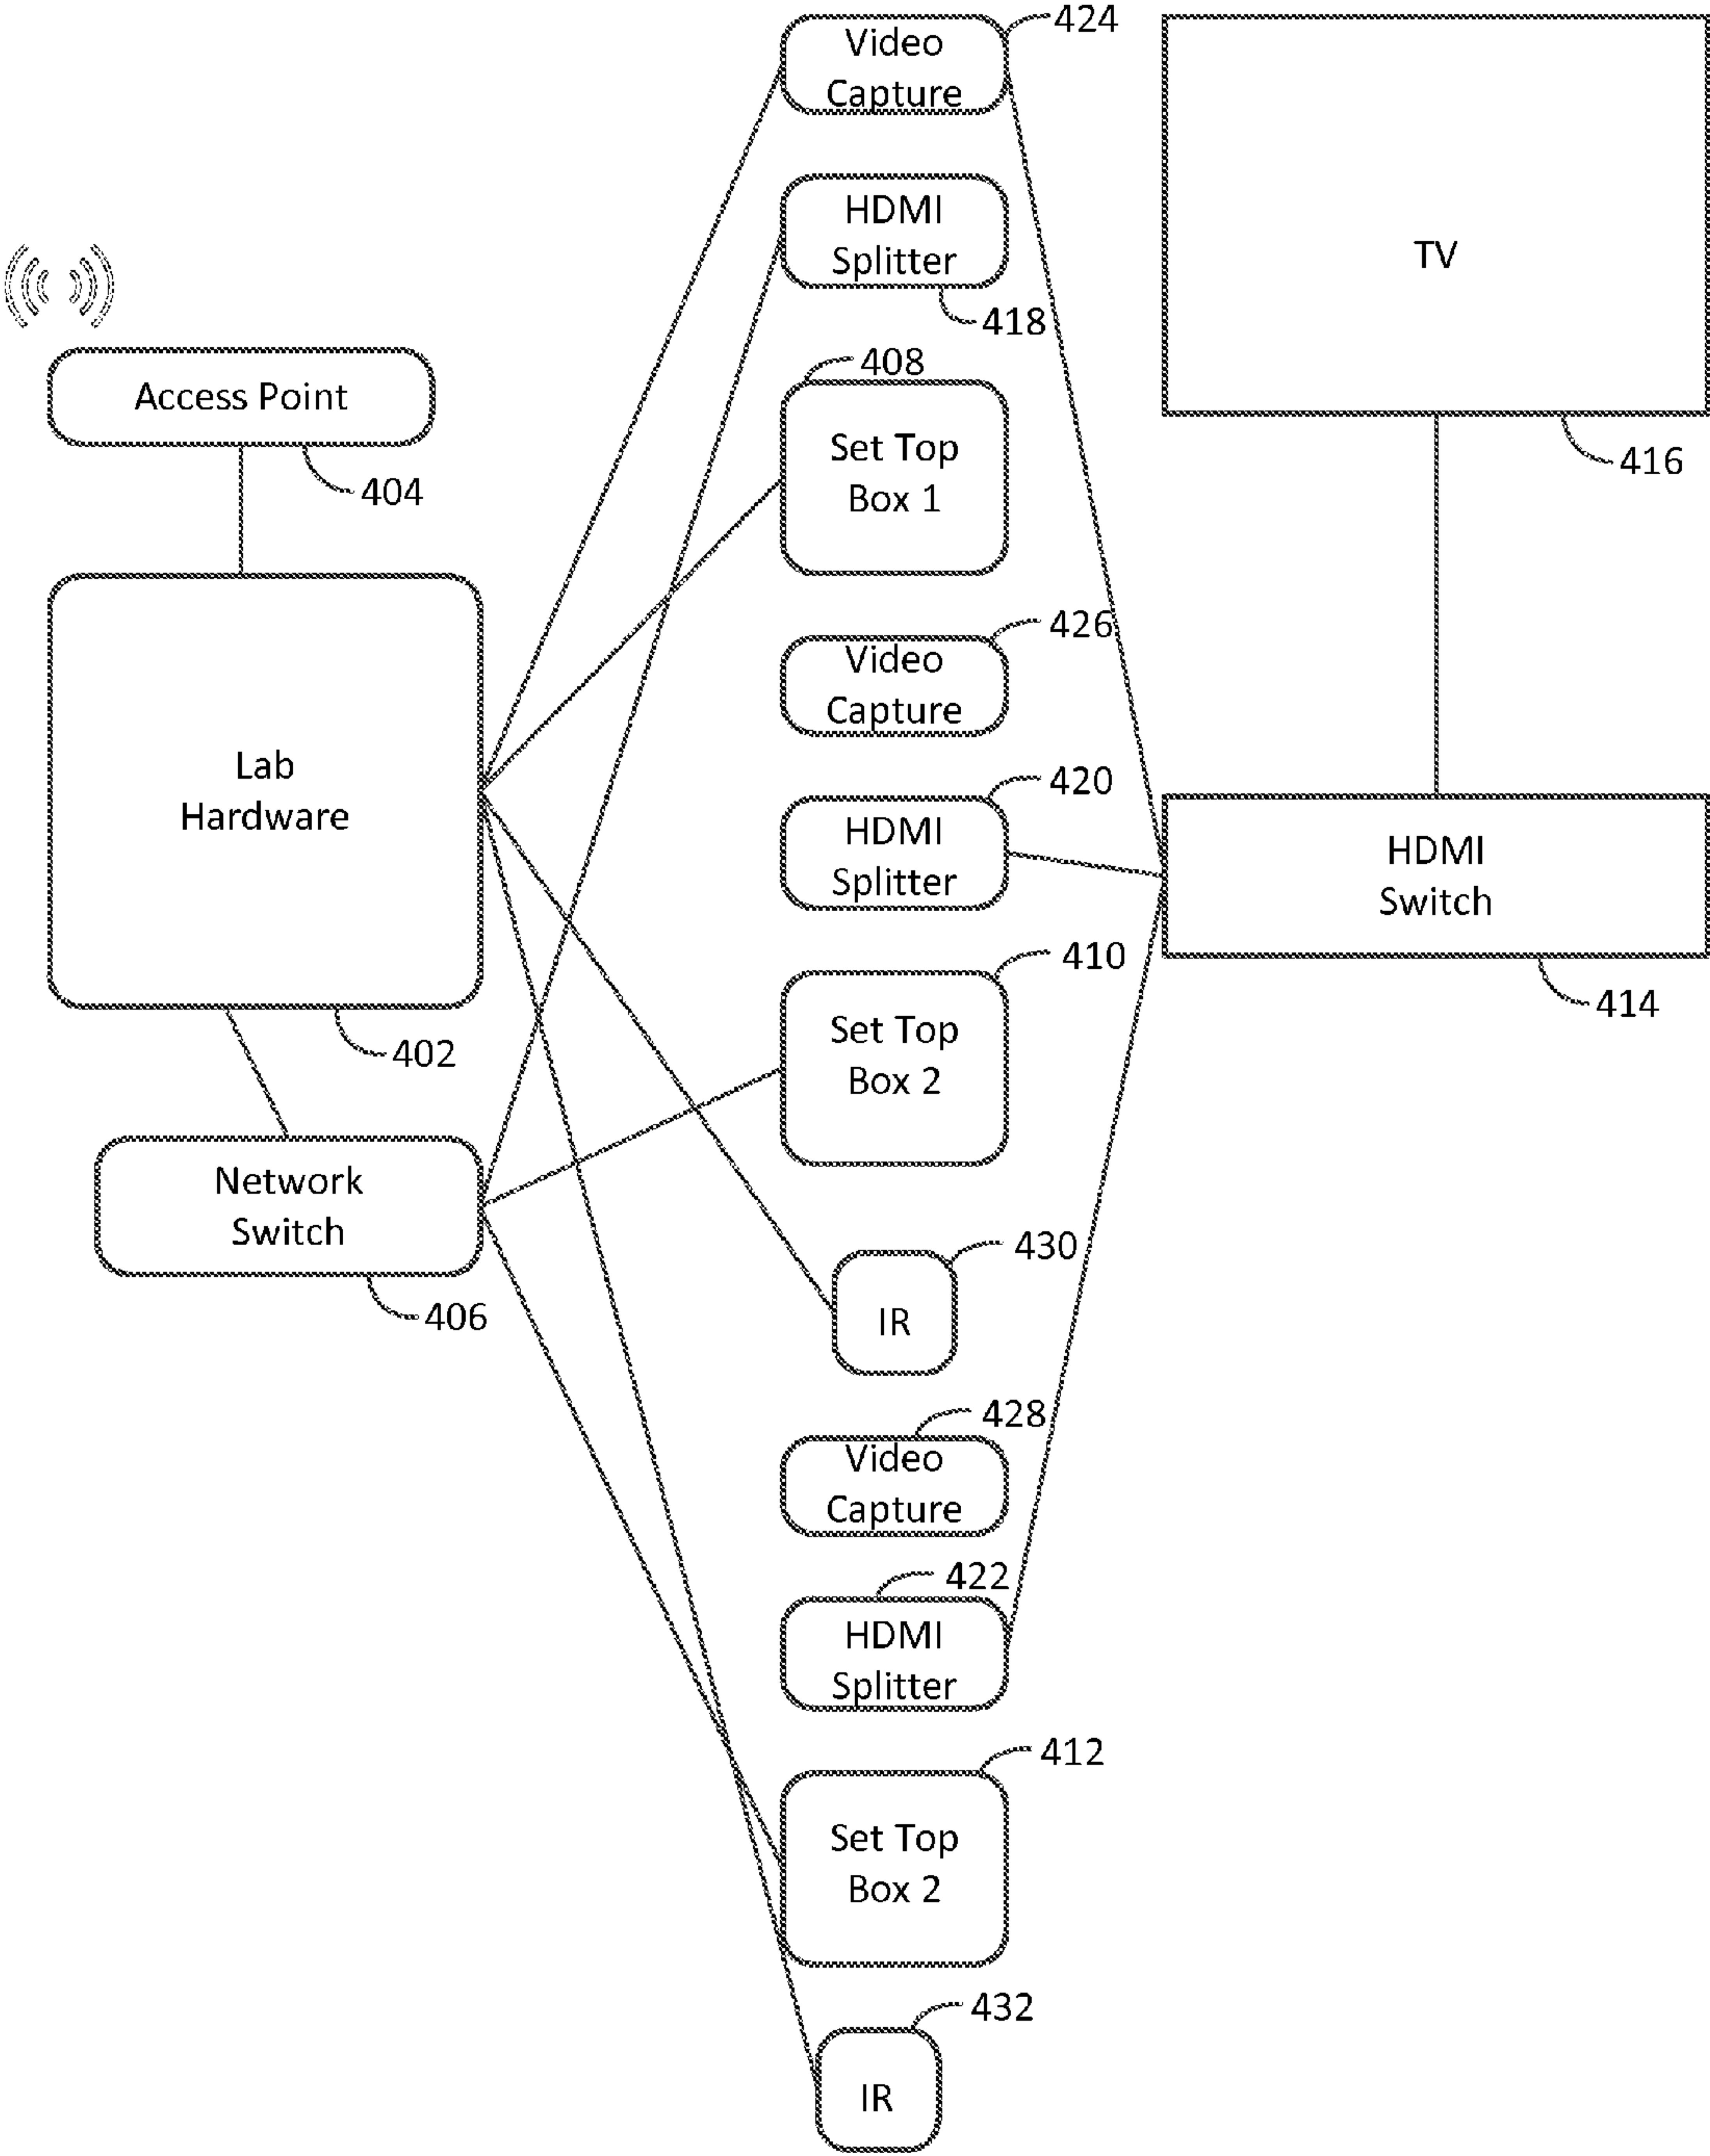 424
Video
Capture
HDMI
Splitter
418
TV
416
Access Point
404
408
Set Top
Box 1
426
Video
Capture
Lab
Hardware
402
420
HDMI
Splitter
HDMI
Switch
414
410
Set Top
Box 2
Network
Switch
406
430
IR
428
Video
Capture
422
HDMI
Splitter
412
Set Top
Box 2
432
IR